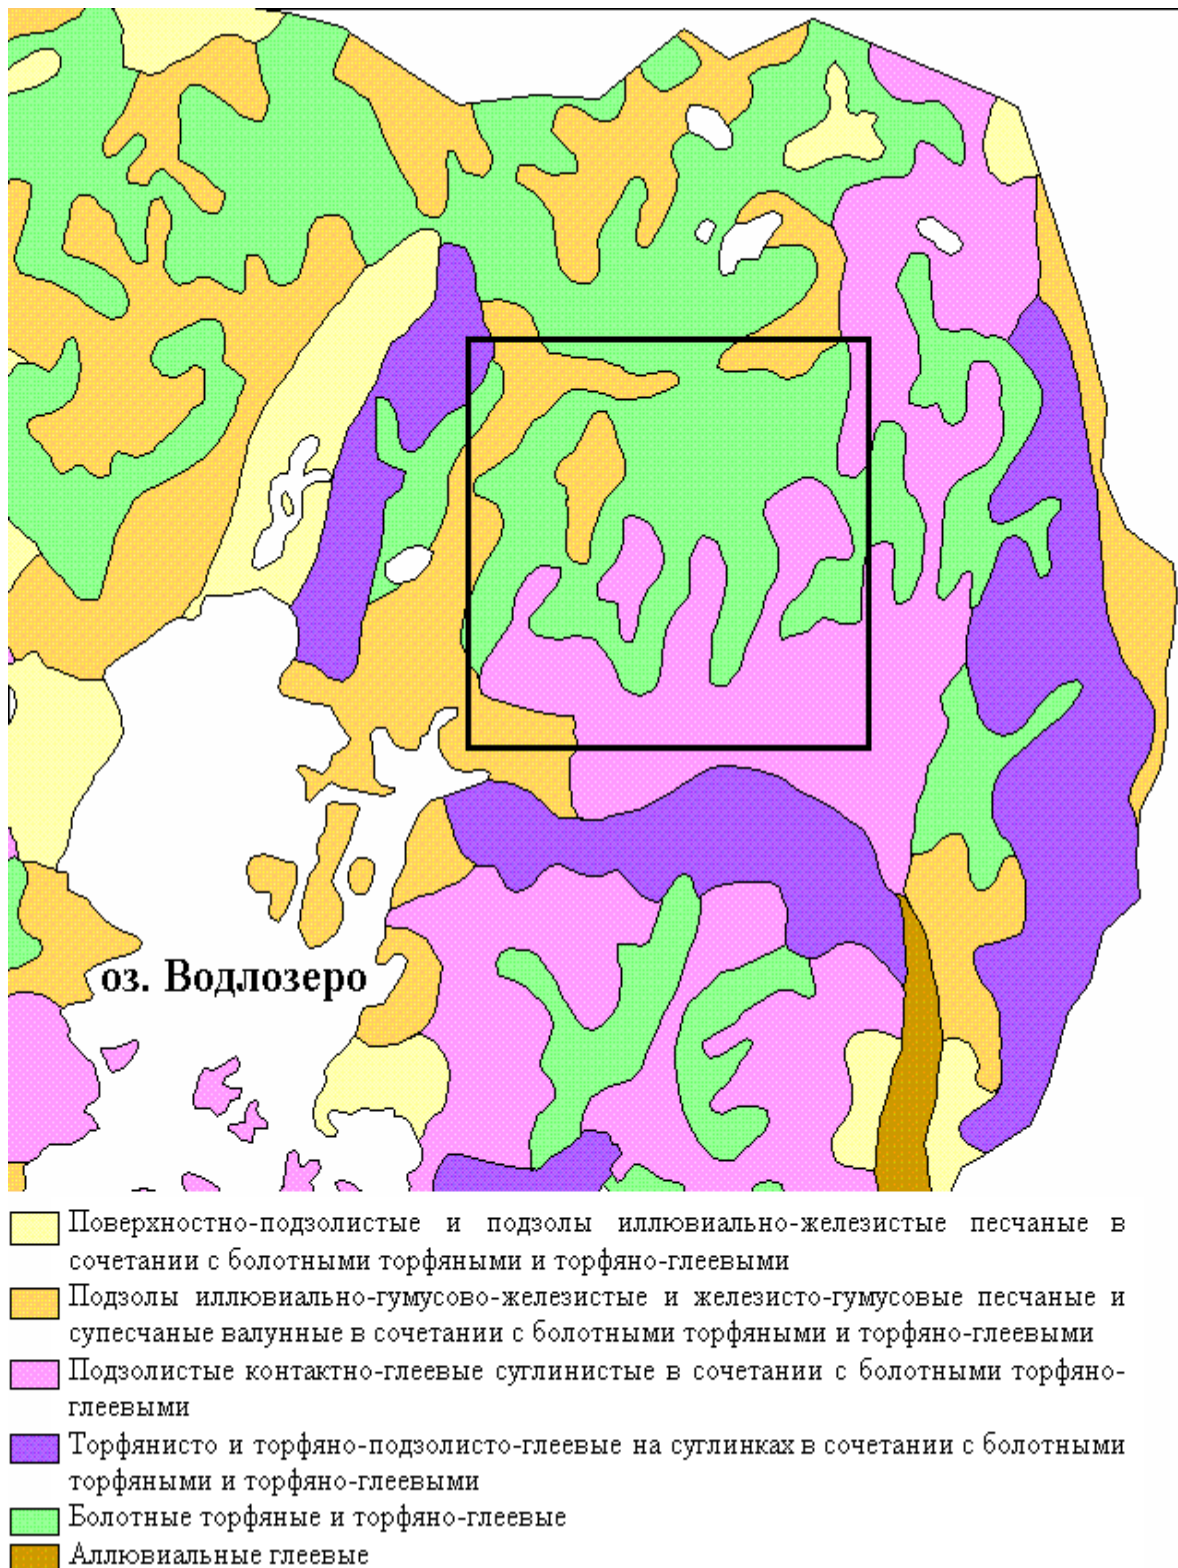 оз. Водлозеро
Поверхностно-подзолистые и подзолы иллювиально-железистые песчаные в
сочетании с болотными торфяными и торфяно-глеевыми
Подзолы иллювиально-гумусово-железистые и железисто-гумусовые песчаные и
супесчаные валунные в сочетании с болотными торфяными и торфяно-глеевыми
Подзолистые контактно-глеевые суглинистые в сочетании с болотными торфяно-
глеевыми
Торфянисто и торфяно-подзолисто-глеевые на суглинках в сочетании с болотными
торфяными и торфяно-глеевыми
Болотные торфяные и торфяно-глеевые
Аллювиальные глеевые